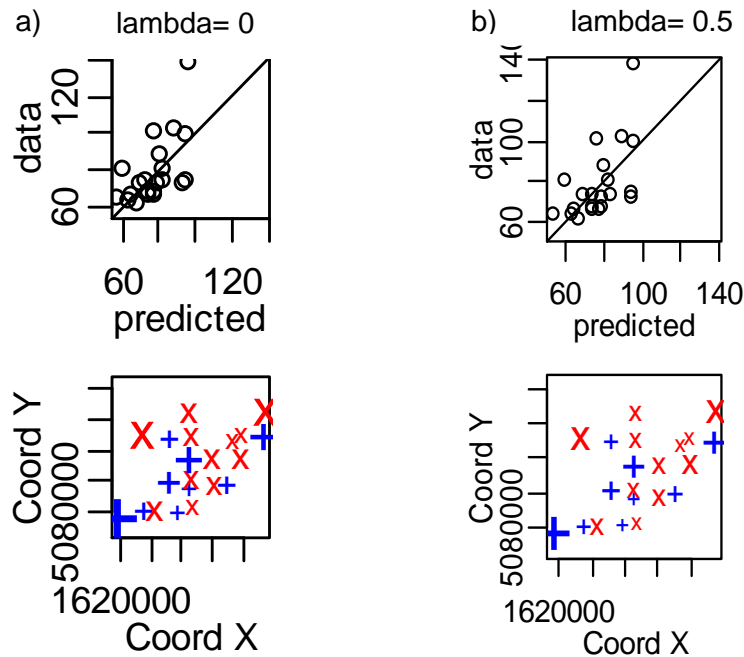 a)
lambda= 0
120
60
data
60
120
predicted
b)
lambda= 0.5
140
100
60
data
60
100
140
predicted
Coord Y
5080000
1620000
Coord X
Coord Y
5080000
1620000
Coord X